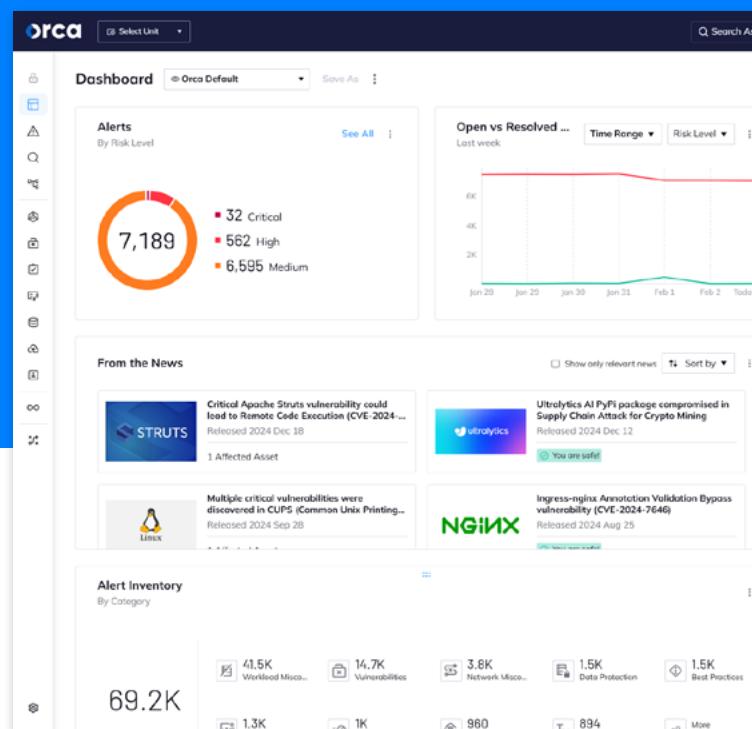 orca
Select Unit
Search As
Dashboard
Orca Default
Save As
Alerts
By Risk Level
See All
7,189
32 Critical
562 High
6,595 Medium
Open vs Resolved ...
Last week
Time Range
Risk Level
6K
4K
2K
Jan 28 Jan 29 Jan 30 Jan 31 Feb 1 Feb 2 Toda
From the News
Show only relevant news
Sort by
STRUTS
Critical Apache Struts vulnerability could
lead to Remote Code Execution (CVE-2024-...
Released 2024 Dec 18
1 Affected Asset
ultralytics
Ultralytics AI PyPi package compromised in
Supply Chain Attack for Crypto Mining
Released 2024 Dec 12
You are safe!
Linux
Multiple critical vulnerabilities were
discovered in CUPS (Common Unix Printing...
Released 2024 Sep 28
NGINX
Ingress-nginx Annotation Validation Bypass
vulnerability (CVE-2024-7646)
Released 2024 Aug 25
You are safe!
Alert Inventory
By Category
69.2K
41.5K
Workload Misco...
14.7K
Vulnerabilities
3.8K
Network Misco...
1.5K
Data Protection
1.5K
Best Practices
1.3K
1K
960
894
More